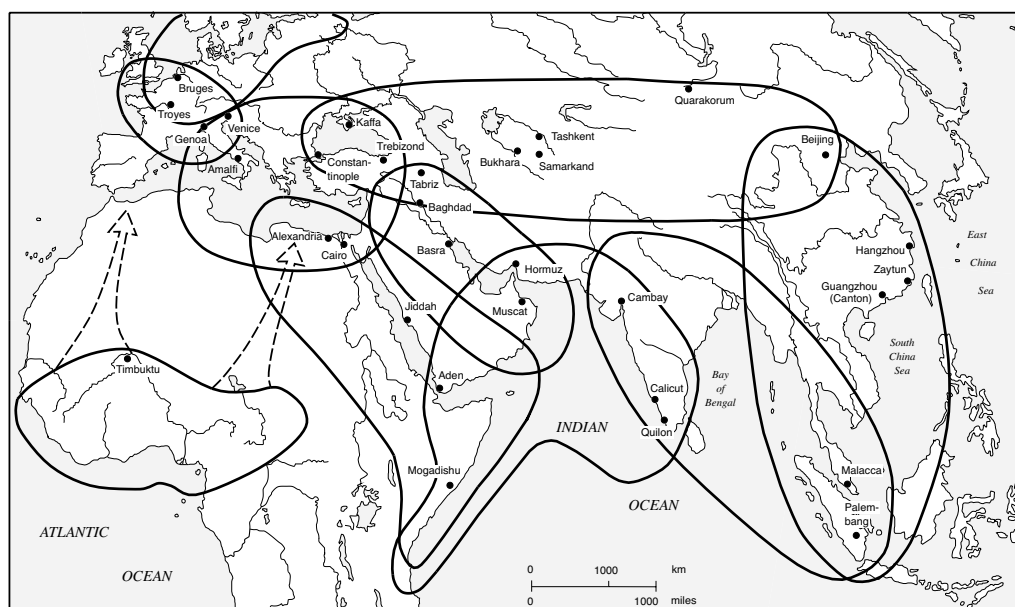 Bruges
Troyes
Genoa
Venice
Amalfi
Kaffa
Trebizond
Constan-
tinople
Tabriz
Baghdad
Bukhara
Tashkent
Samarkand
Quarakorum
Beijing
Alexandria
Cairo
Basra
Hormuz
Muscat
Jiddah
Aden
Cambay
Calicut
Quilon
Hangzhou
Zaytun
Guangzhou
(Canton)
East
China
Sea
South
China
Sea
Bay
of
Bengal
Timbuktu
Mogadishu
Malacca
Palem-
bang
INDIAN
OCEAN
ATLANTIC
OCEAN
0 1000 km
0 1000 miles